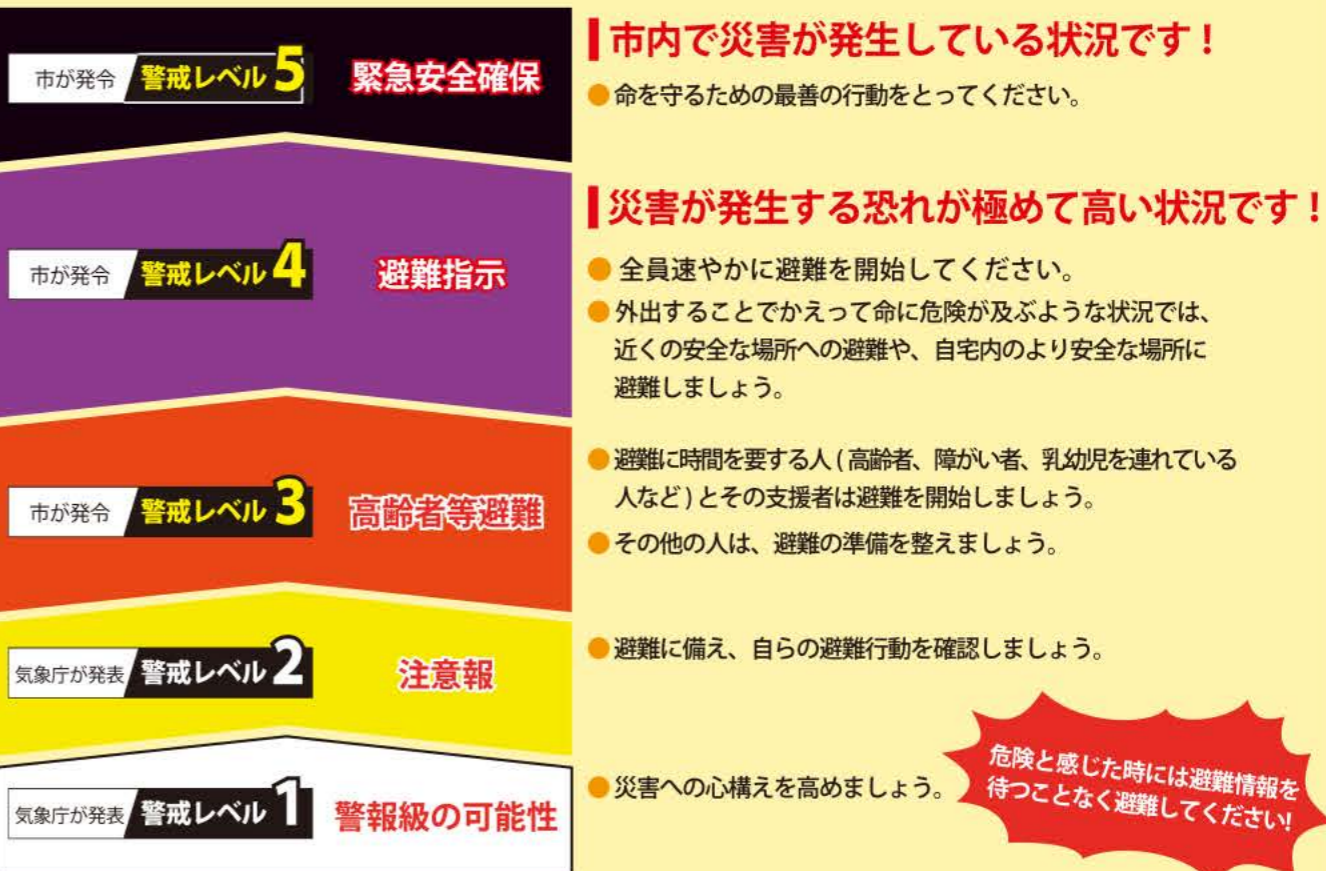 市が発令 警戒レベル5 緊急安全確保
市内で災害が発生している状況です！
●命を守るための最善の行動をとってください。
市が発令 警戒レベル4 避難指示
災害が発生する恐れが極めて高い状況です！
● 全員速やかに避難を開始してください。
●外出することでかえって命に危険が及ぶような状況では、
近くの安全な場所への避難や、自宅内のより安全な場所に
避難しましょう。
市が発令 警戒レベル3 高齢者等避難
●避難に時間を要する人(高齢者、障がい者、乳幼児を連れている
人など)とその支援者は避難を開始しましょう。
●その他の人は、避難の準備を整えましょう。
気象庁が発表 警戒レベル2 注意報
●避難に備え、自らの避難行動を確認しましょう。
気象庁が発表 警戒レベル1 警報級の可能性
●災害への心構えを高めましょう。
危険と感じた時には避難情報を
待つことなく避難してください!